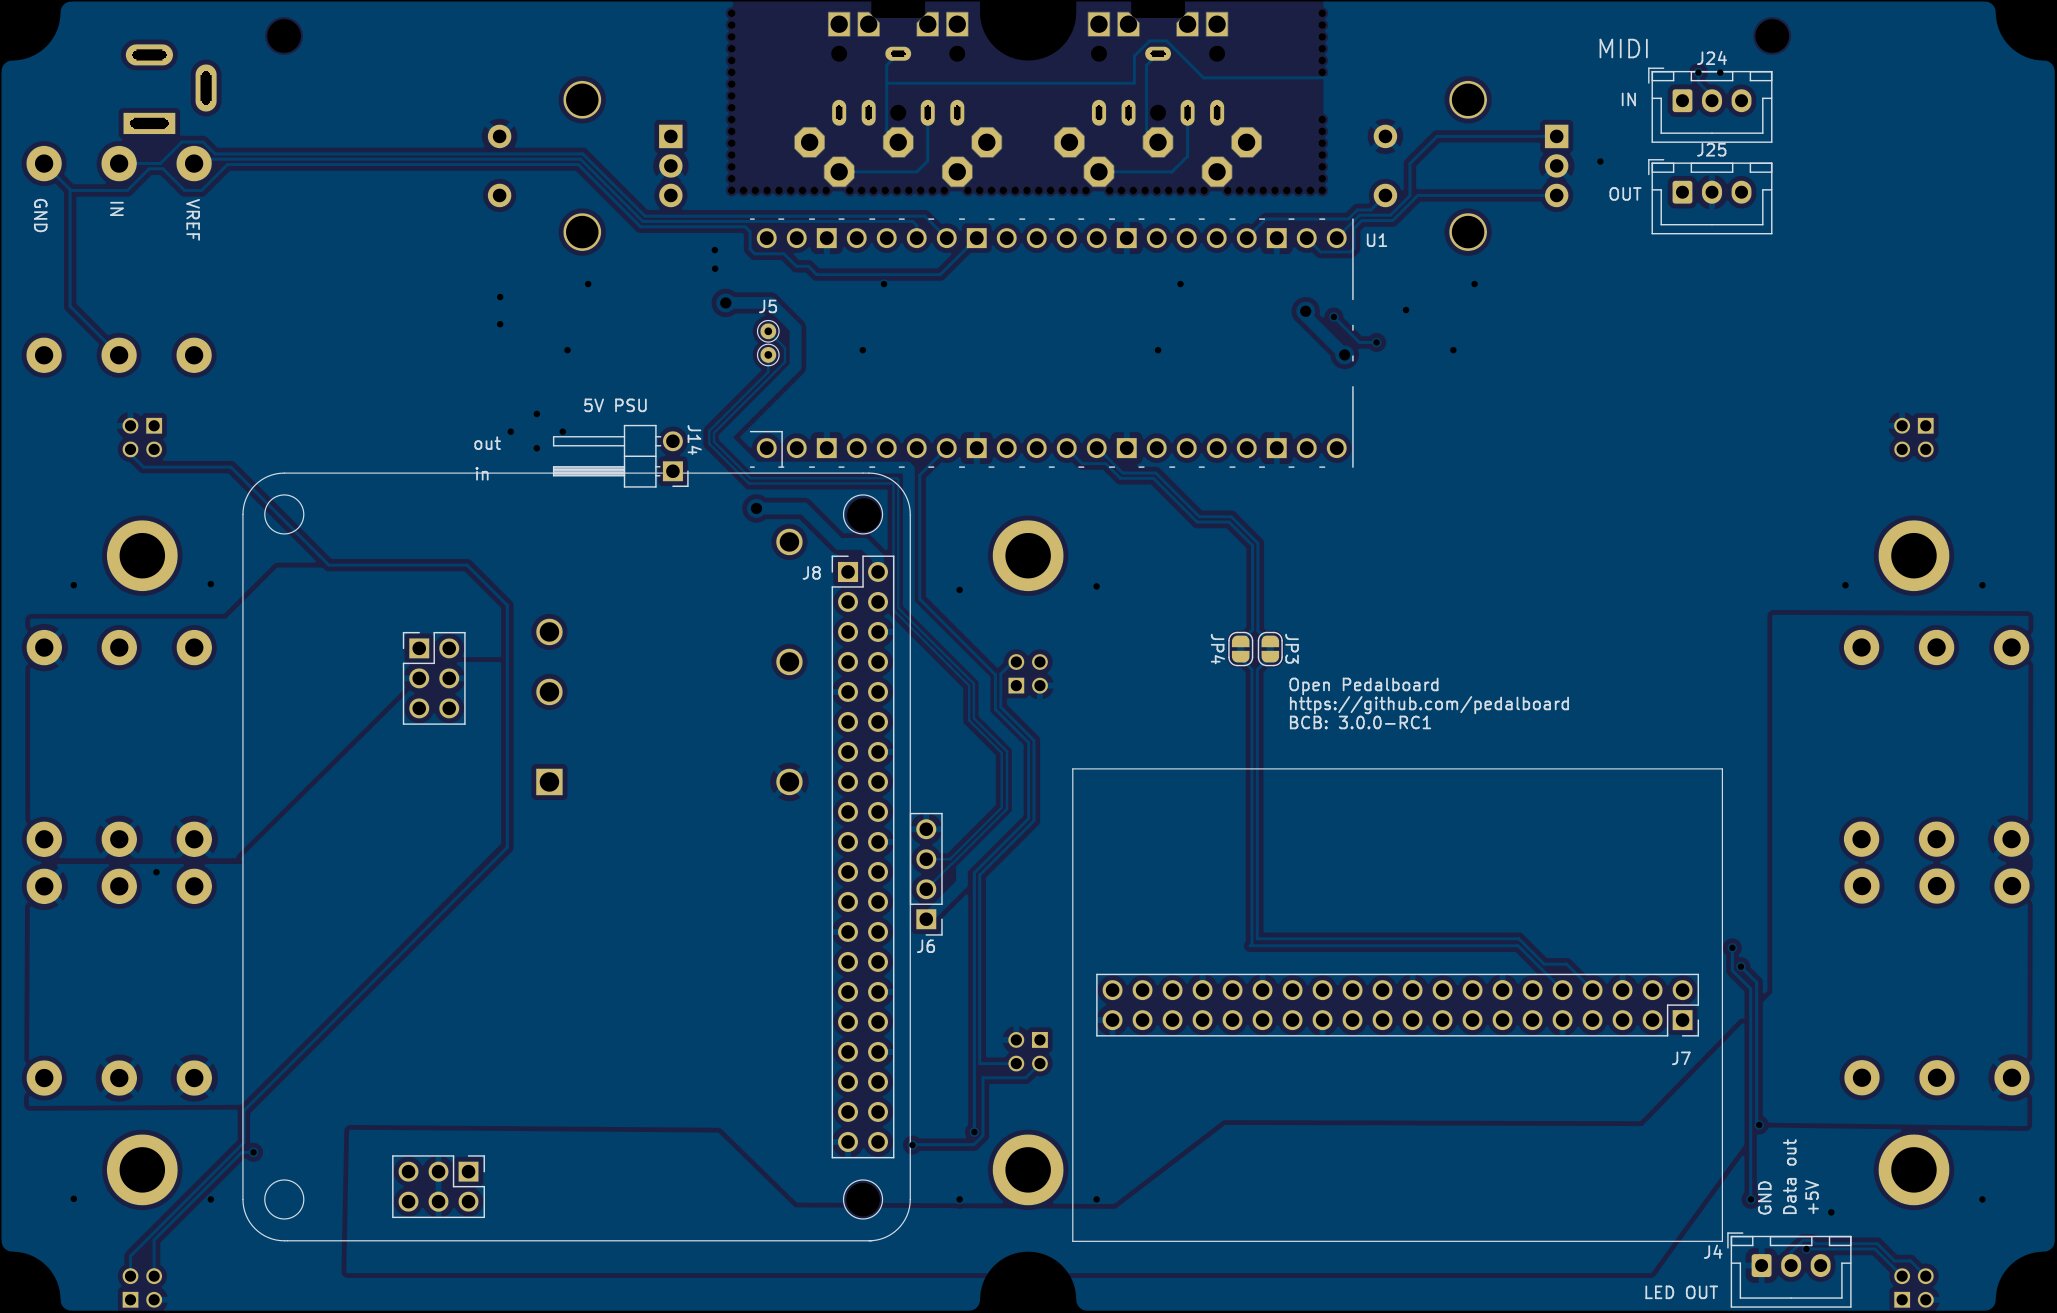 MIDI
J24
IN
J25
OUT
GND
IN
VREF
U1
J5
5V PSU
out
J14
in
J8
JP4
JP3
Open Pedalboard
https://github.com/pedalboard
BCB: 3.0.0-RC1
J6
J7
GND
Data out
+5V
J4
LED OUT